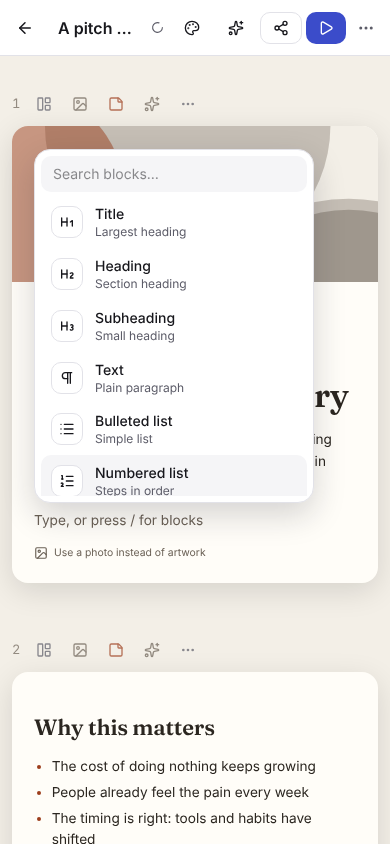 A pitch ...
1
Search blocks...
H1 Title
Largest heading
H2 Heading
Section heading
H3 Subheading
Small heading
Text
Plain paragraph
Bulleted list
Simple list
Numbered list
Steps in order
ry
ing
in
Type, or press / for blocks
Use a photo instead of artwork
2
Why this matters
• The cost of doing nothing keeps growing
• People already feel the pain every week
• The timing is right: tools and habits have
shifted